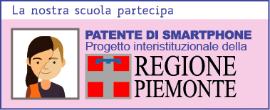 La nostra scuola partecipa
PATENTE DI SMARTPHONE
Progetto interistituzionale della
REGIONE
PIEMONTE